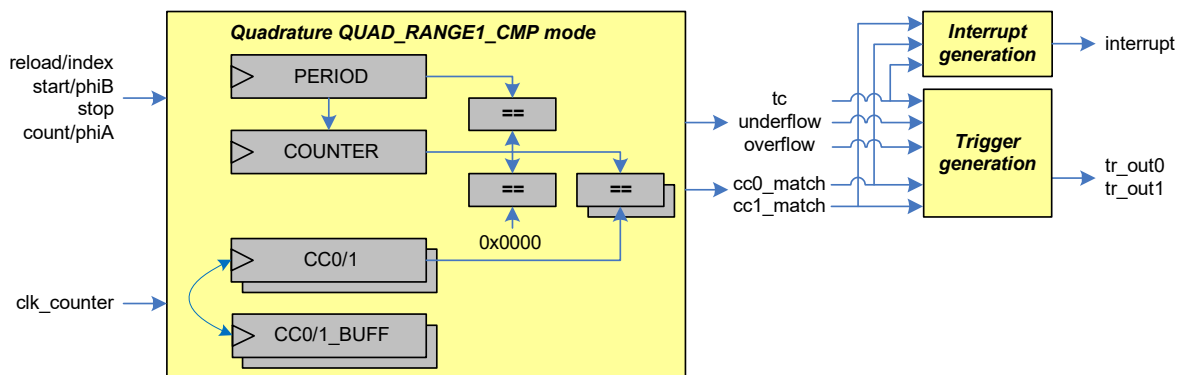 Quadrature QUAD_RANGE1_CMP mode
reload/index
start/phiB
stop
count/phiA
clk_counter
PERIOD
==
COUNTER
==
==
0x0000
CC0/1
CC0/1_BUFF
tc
underflow
overflow
cc0_match
cc1_match
Interrupt
generation
interrupt
Trigger
generation
tr_out0
tr_out1